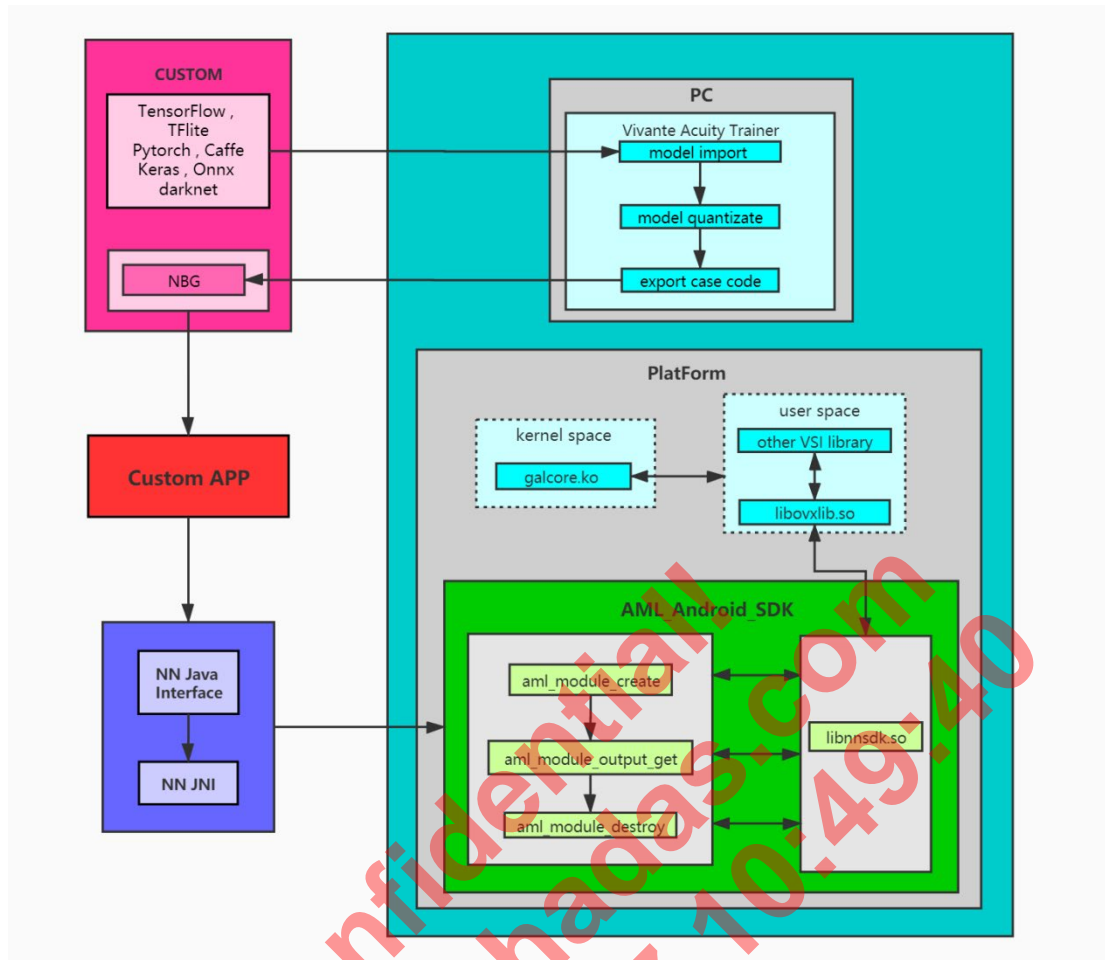 CUSTOM
TensorFlow ,
TFlite
Pytorch , Caffe
Keras , Onnx
darknet
NBG
Custom APP
NN Java
Interface
NN JNI
PC
Vivante Acuity Trainer
model import
model quantizate
export case code
PlatForm
kernel space
galcore.ko
user space
other VSI library
libovxlib.so
AML_Android_SDK
aml_module_create
aml_module_output_get
aml_module_destroy
libnnsdk.so
nfidential!
hadas.com
10:49:40